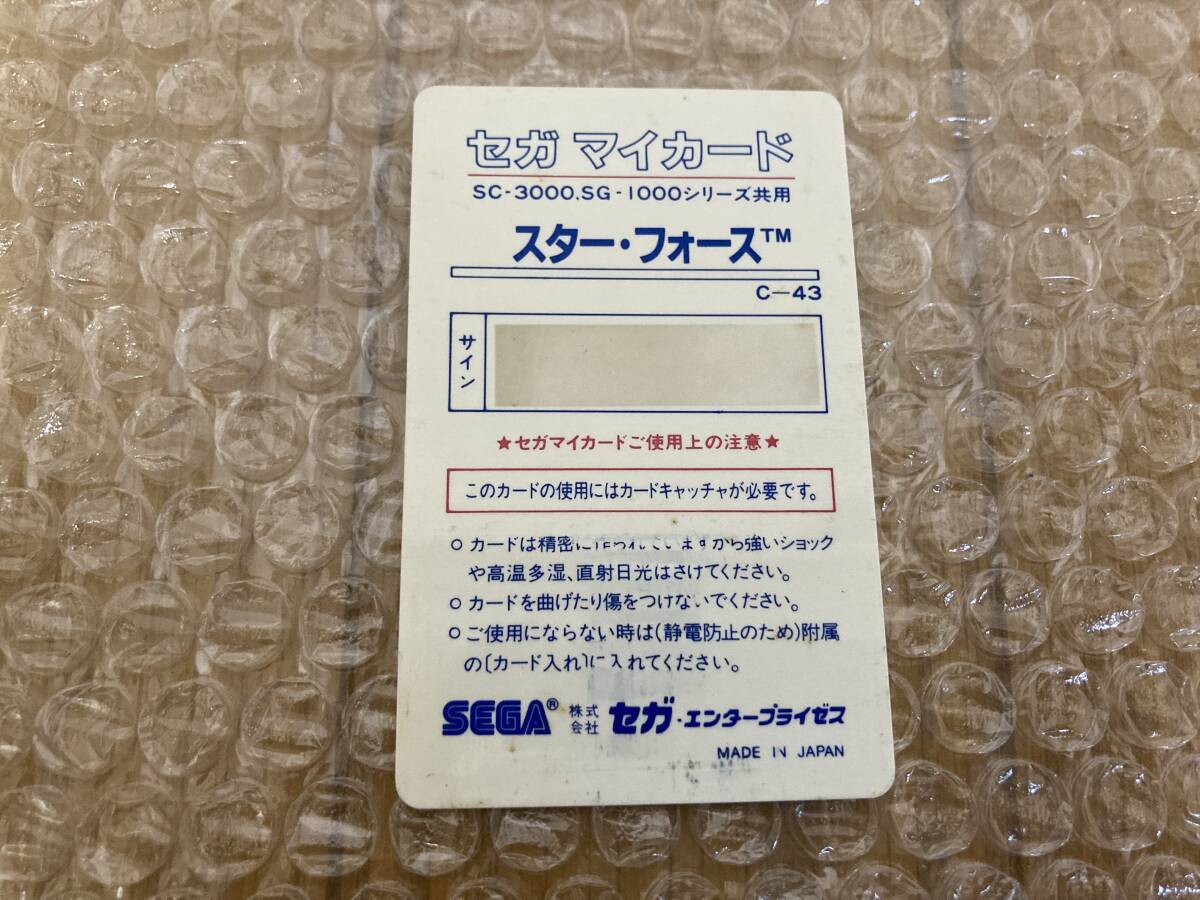 セガ マイカード
SC-3000、SG-1000シリーズ共用
スター・フォース™
C-43
サイン
★セガマイカードご使用上の注意★
このカードの使用にはカードキャッチャが必要です。
○ カードは精密に作られていますから強いショック
や高温多湿、直射日光はさけてください。
○ カードを曲げたり傷をつけないでください。
○ ご使用にならない時は(静電防止のため)附属
の〔カード入れ〕に入れてください。
SEGA® 株式会社 セガ・エンタープライゼス
MADE IN JAPAN